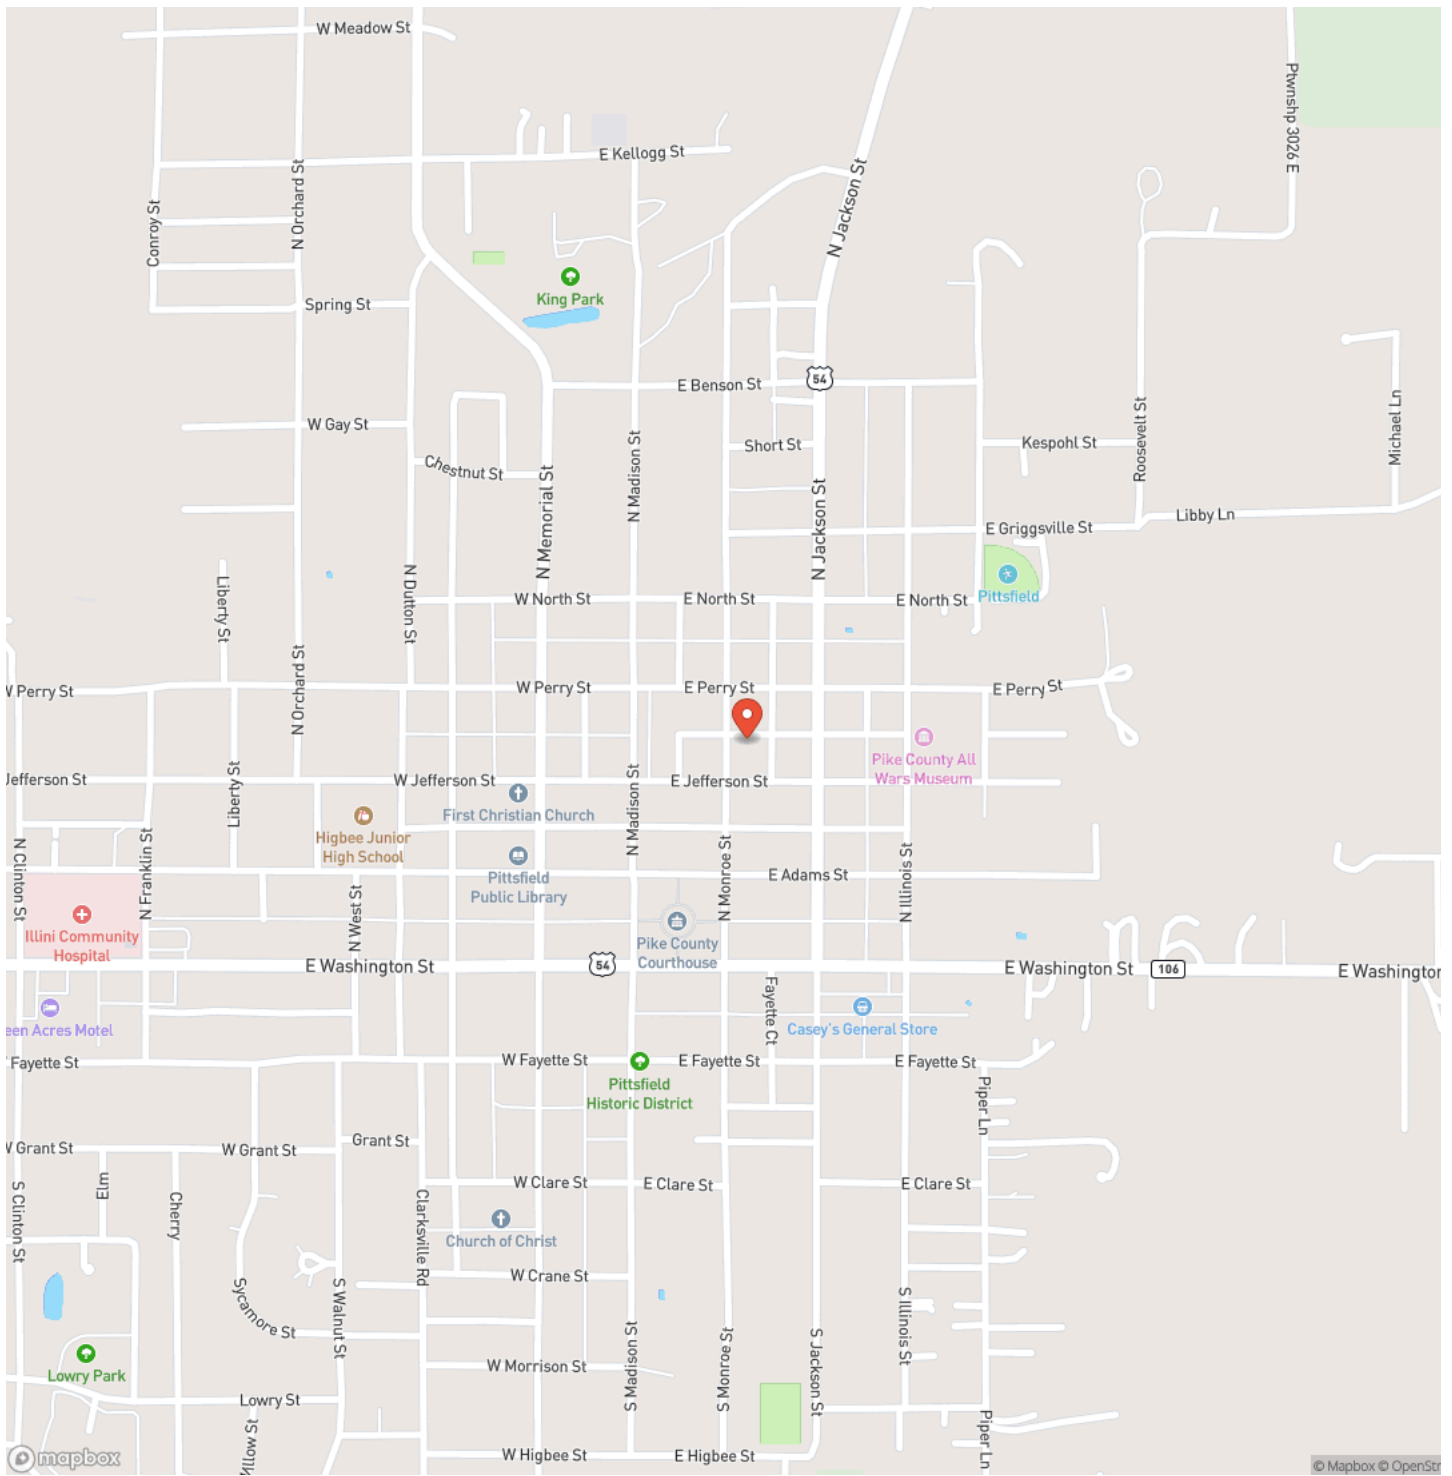 W Meadow St
Ptwnshp 3026 E
E Kellogg St
N Orchard St
Conroy St
N Jackson St
King Park
Spring St
54
E Benson St
Michael Ln
Roosevelt St
W Gay St
Kespohl St
Short St
Chestnut St
N Madison St
N Memorial St
N Jackson St
Libby Ln
E Griggsville St
Pittsfield
Liberty St
N Dutton St
W North St
E North St
E North St
N Orchard St
W Perry St
W Perry St
E Perry St
E Perry St
Pike County All
Wars Museum
Jefferson St
W Jefferson St
E Jefferson St
Liberty St
N Madison St
First Christian Church
Higbee Junior
High School
N Clinton St
N Franklin St
N West St
Pittsfield
Public Library
N Monroe St
E Adams St
N Illinois St
Illini Community
Hospital
Pike County
Courthouse
E Washington St
54
E Washington St
106
E Washington
een Acres Motel
Fayette Ct
Casey's General Store
Fayette St
W Fayette St
E Fayette St
E Fayette St
Pittsfield
Historic District
Piper Ln
W Grant St
W Grant St
Grant St
Elm
Cherry
S Clinton St
Clarksville Rd
W Clare St
E Clare St
E Clare St
Church of Christ
W Crane St
Sycamore St
S Walnut St
S Madison St
S Monroe St
S Jackson St
S Illinois St
Lowry Park
W Morrison St
Lowry St
Willow St
W Higbee St
E Higbee St
Piper Ln
mapbox
© Mapbox © OpenStr